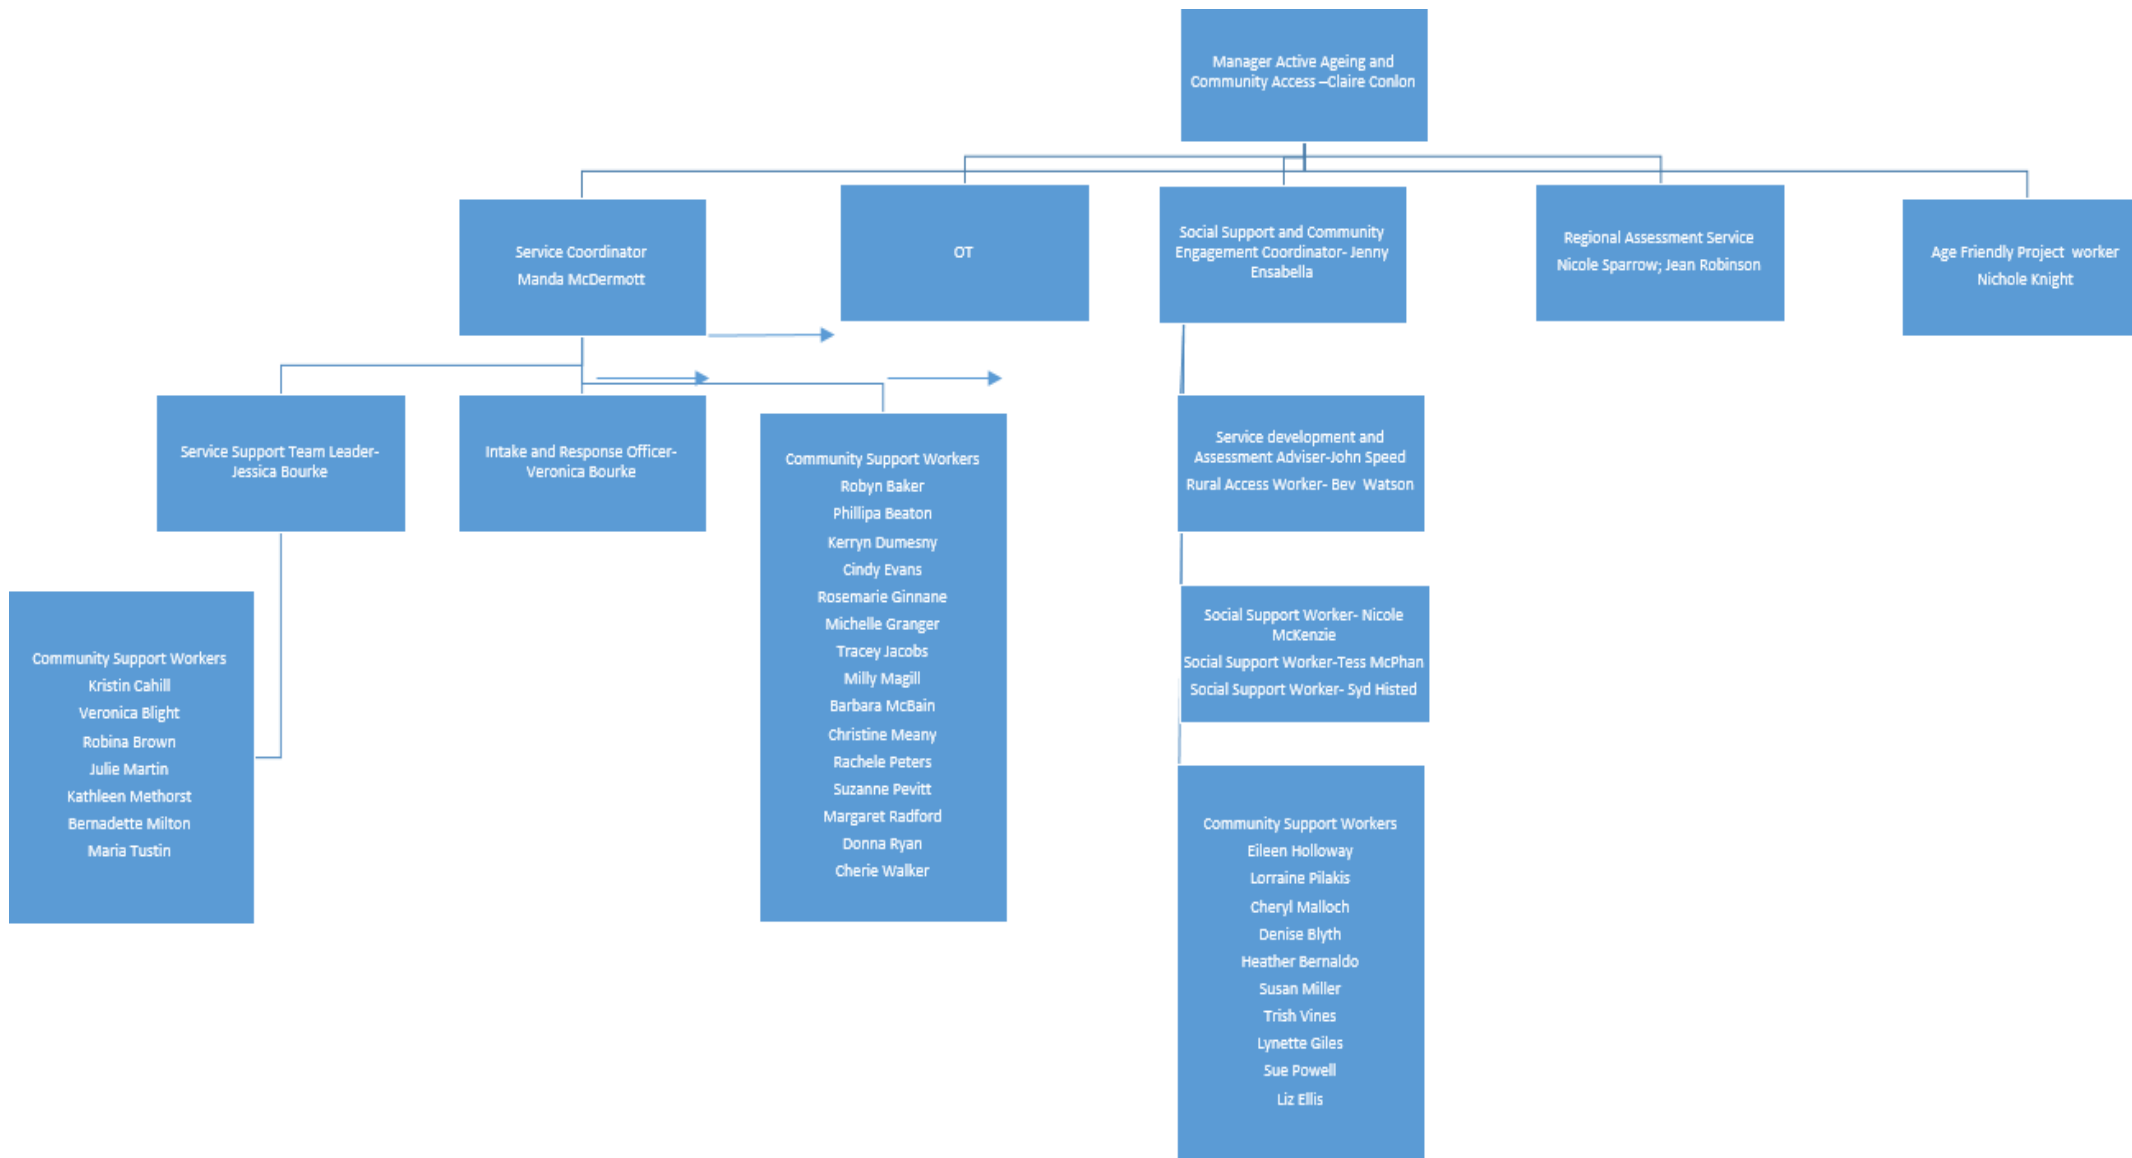 Manager Active Ageing and
Community Access –Claire Conlon
Service Coordinator
Manda McDermott
OT
Social Support and Community
Engagement Coordinator- Jenny
Ensabella
Regional Assessment Service
Nicole Sparrow; Jean Robinson
Age Friendly Project  worker
Nichole Knight
Service Support Team Leader-
Jessica Bourke
Intake and Response Officer-
Veronica Bourke
Community Support Workers
Robyn Baker
Phillipa Beaton
Kerryn Dumesny
Cindy Evans
Rosemarie Ginnane
Michelle Granger
Tracey Jacobs
Milly Magill
Barbara McBain
Christine Meany
Rachele Peters
Suzanne Pevitt
Margaret Radford
Donna Ryan
Cherie Walker
Service development and
Assessment Adviser-John Speed
Rural Access Worker- Bev  Watson
Community Support Workers
Kristin Cahill
Veronica Blight
Robina Brown
Julie Martin
Kathleen Methorst
Bernadette Milton
Maria Tustin
Social Support Worker- Nicole
McKenzie
Social Support Worker-Tess McPhan
Social Support Worker- Syd Histed
Community Support Workers
Eileen Holloway
Lorraine Pilakis
Cheryl Malloch
Denise Blyth
Heather Bernaldo
Susan Miller
Trish Vines
Lynette Giles
Sue Powell
Liz Ellis